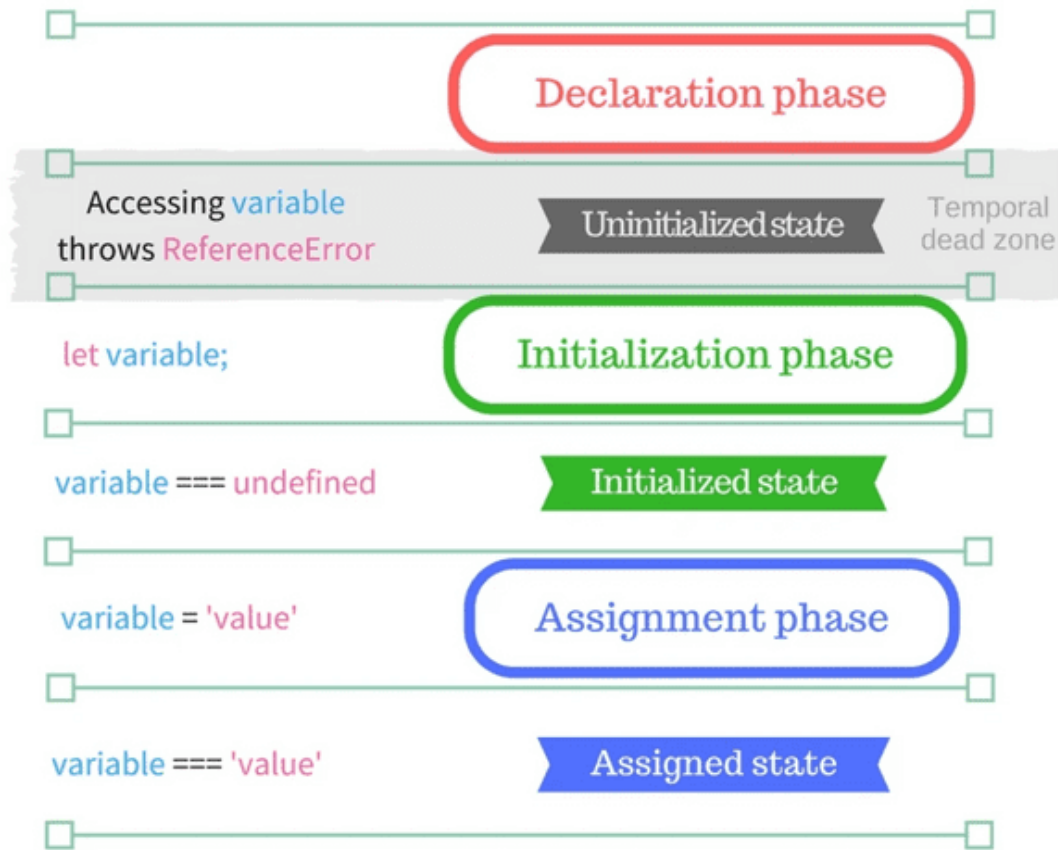 Declaration phase
Accessing variable
throws ReferenceError
Uninitialized state
Temporal
dead zone
let variable;
Initialization phase
variable === undefined
Initialized state
variable = 'value'
Assignment phase
variable === 'value'
Assigned state